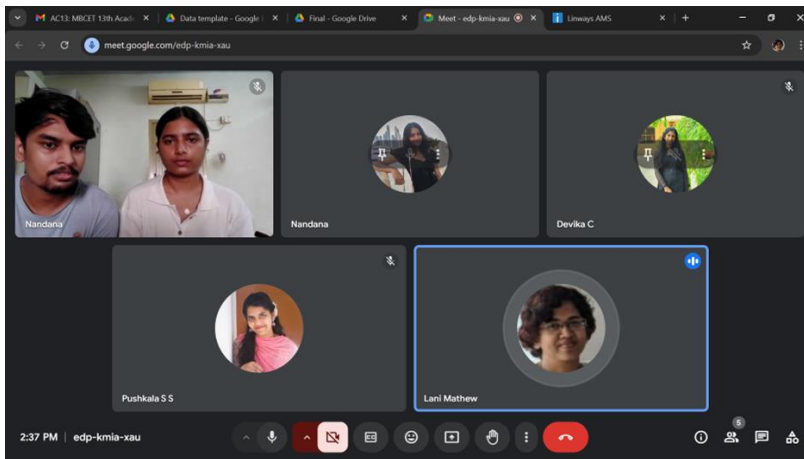 AC13: MBCET 13th Acad
Data template - Google
Final - Google Drive
Meet - edp-kmia-xau
Linways AMS
meet.google.com/edp-kmia-xau
Nandana
Nandana
Devika C
Pushkala S S
Lani Mathew
2:37 PM | edp-kmia-xau
CC
5